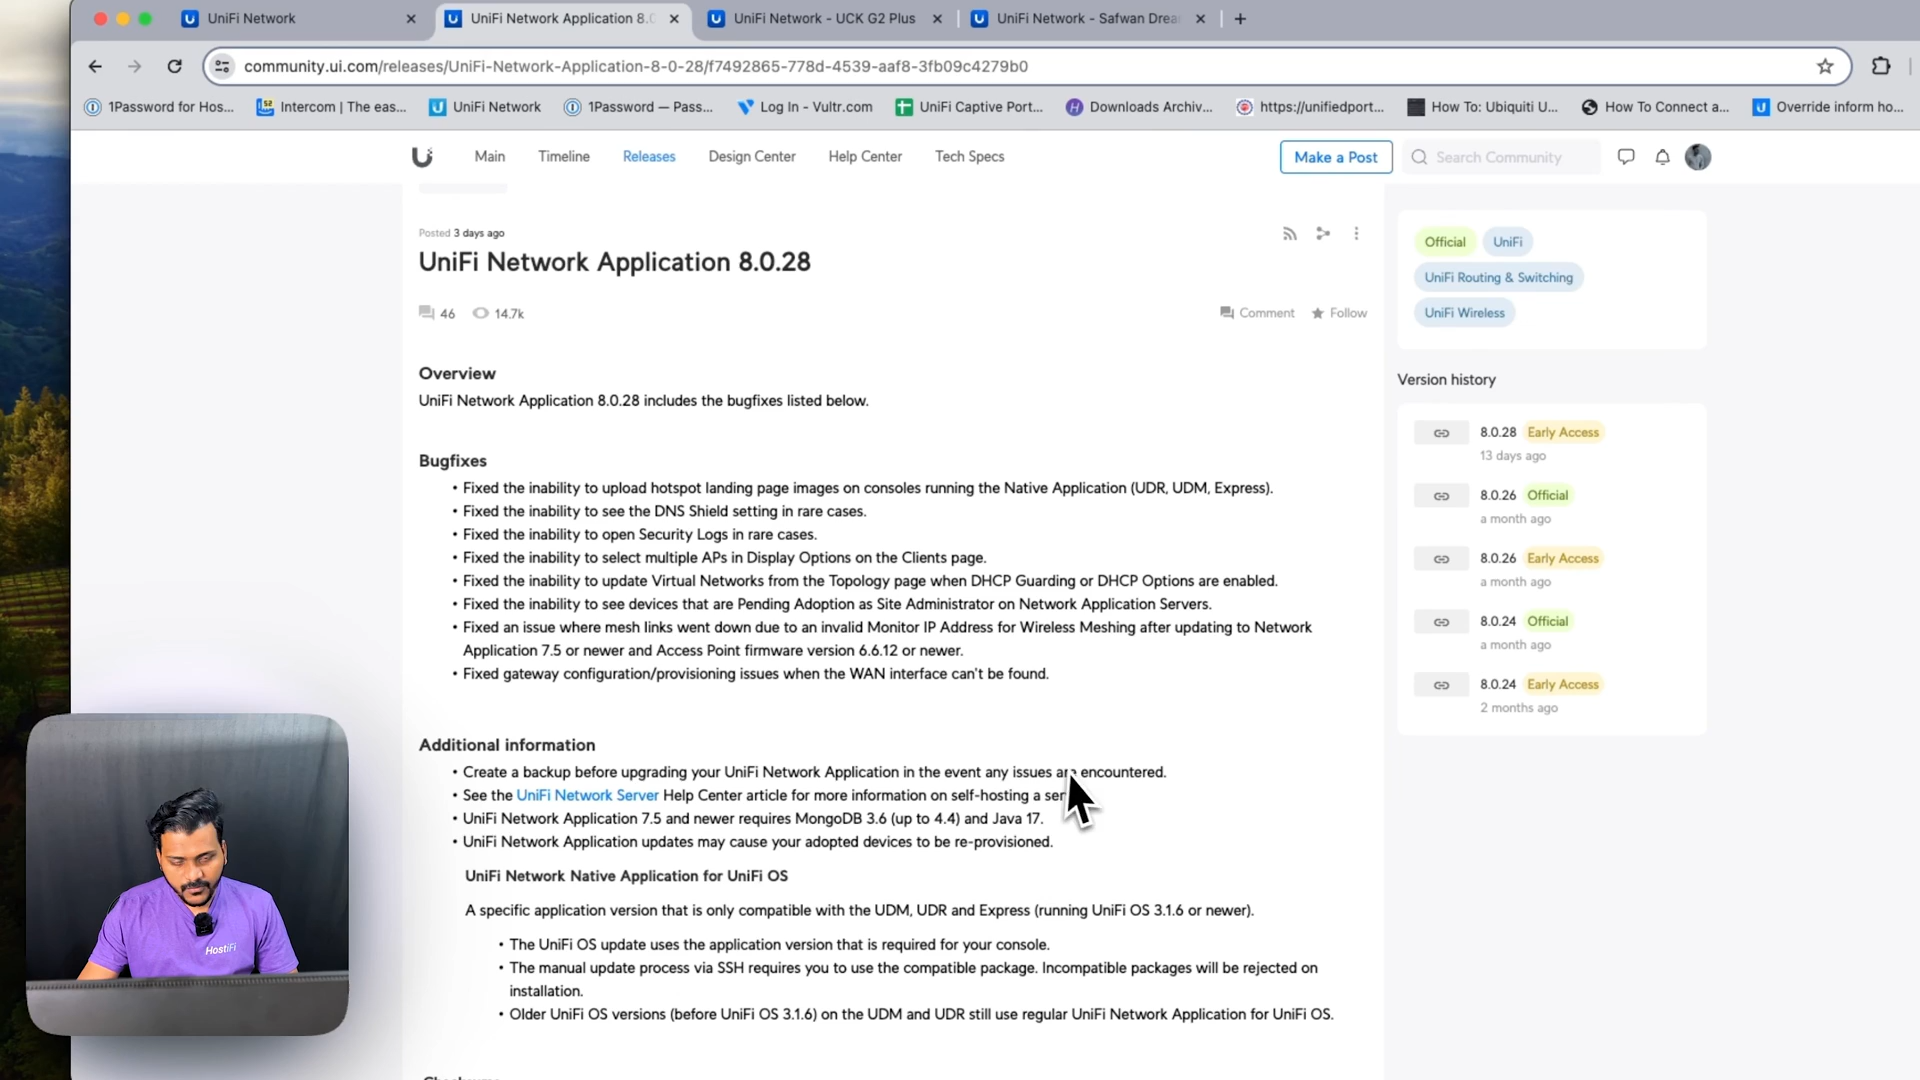 UniFi Network
UniFi Network Application 8.0
UniFi Network - UCK G2 Plus
UniFi Network - Safwan Drea
community.ui.com/releases/UniFi-Network-Application-8-0-28/f7492865-778d-4539-aaf8-3fb09c4279b0
1Password for Hos...
Intercom | The eas...
UniFi Network
1Password — Pass...
Log In - Vultr.com
UniFi Captive Port...
Downloads Archiv...
https://unifiedport...
How To: Ubiquiti U...
How To Connect a...
Override inform ho...
Main
Timeline
Releases
Design Center
Help Center
Tech Specs
Make a Post
Search Community
Posted 3 days ago
UniFi Network Application 8.0.28
46
14.7k
Comment
Follow
Overview
UniFi Network Application 8.0.28 includes the bugfixes listed below.
Bugfixes
• Fixed the inability to upload hotspot landing page images on consoles running the Native Application (UDR, UDM, Express).
• Fixed the inability to see the DNS Shield setting in rare cases.
• Fixed the inability to open Security Logs in rare cases.
• Fixed the inability to select multiple APs in Display Options on the Clients page.
• Fixed the inability to update Virtual Networks from the Topology page when DHCP Guarding or DHCP Options are enabled.
• Fixed the inability to see devices that are Pending Adoption as Site Administrator on Network Application Servers.
• Fixed an issue where mesh links went down due to an invalid Monitor IP Address for Wireless Meshing after updating to Network
Application 7.5 or newer and Access Point firmware version 6.6.12 or newer.
• Fixed gateway configuration/provisioning issues when the WAN interface can't be found.
Additional information
• Create a backup before upgrading your UniFi Network Application in the event any issues are encountered.
• See the UniFi Network Server Help Center article for more information on self-hosting a ser
• UniFi Network Application 7.5 and newer requires MongoDB 3.6 (up to 4.4) and Java 17.
• UniFi Network Application updates may cause your adopted devices to be re-provisioned.
UniFi Network Native Application for UniFi OS
A specific application version that is only compatible with the UDM, UDR and Express (running UniFi OS 3.1.6 or newer).
• The UniFi OS update uses the application version that is required for your console.
• The manual update process via SSH requires you to use the compatible package. Incompatible packages will be rejected on
installation.
• Older UniFi OS versions (before UniFi OS 3.1.6) on the UDM and UDR still use regular UniFi Network Application for UniFi OS.
Official
UniFi
UniFi Routing & Switching
UniFi Wireless
Version history
8.0.28 Early Access
13 days ago
8.0.26 Official
a month ago
8.0.26 Early Access
a month ago
8.0.24 Official
a month ago
8.0.24 Early Access
2 months ago
HostiFi